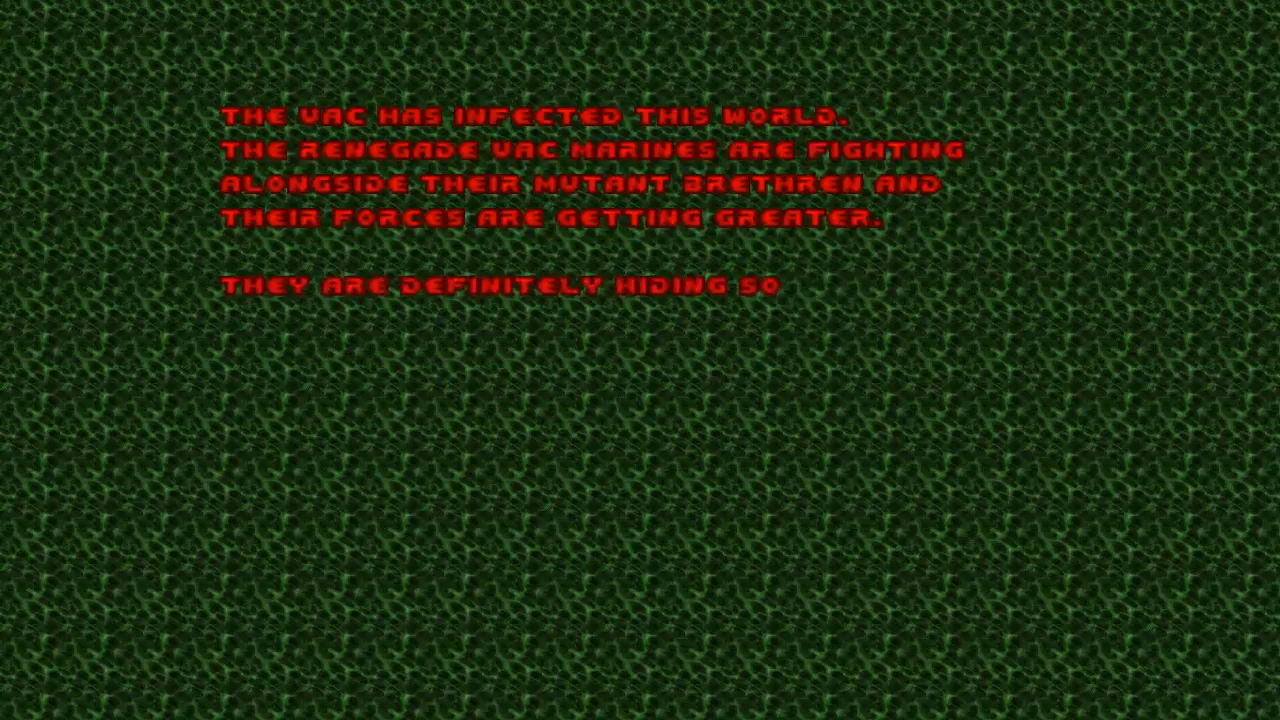 THE VAC HAS INFECTED THIS WORLD.
THE RENEGADE VAC MARINES ARE FIGHTING
ALONGSIDE THEIR MUTANT BRETHREN AND
THEIR FORCES ARE GETTING GREATER.
THEY ARE DEFINITELY HIDING SO